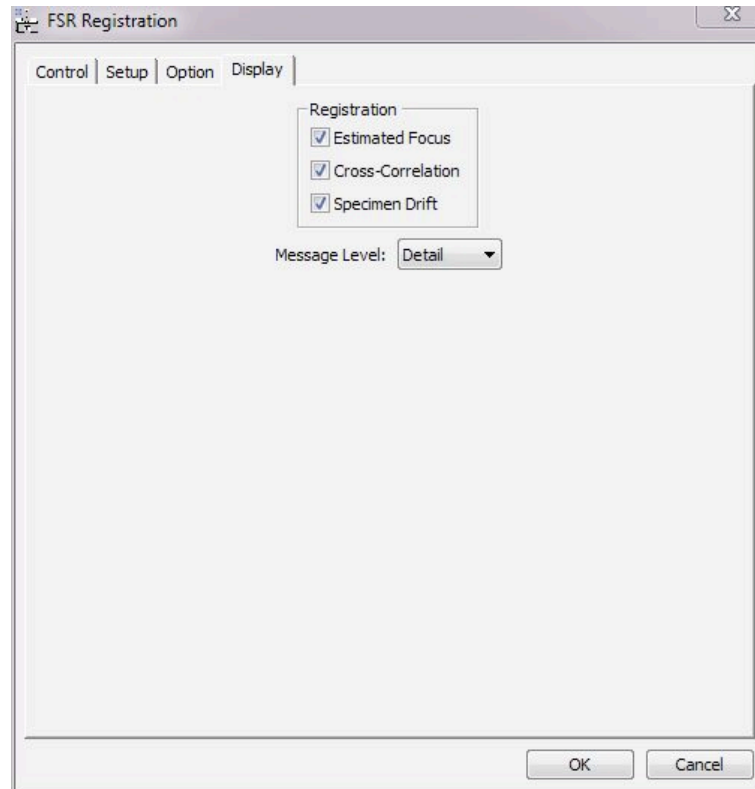 FSR Registration
Control Setup Option Display
Registration
Estimated Focus
Cross-Correlation
Specimen Drift
Message Level: Detail
OK Cancel